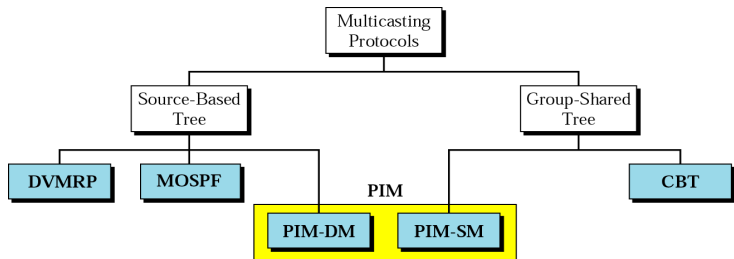 Multicasting
Protocols
Source-Based
Tree
Group-Shared
Tree
DVMRP
MOSPF
CBT
PIM
PIM-DM
PIM-SM